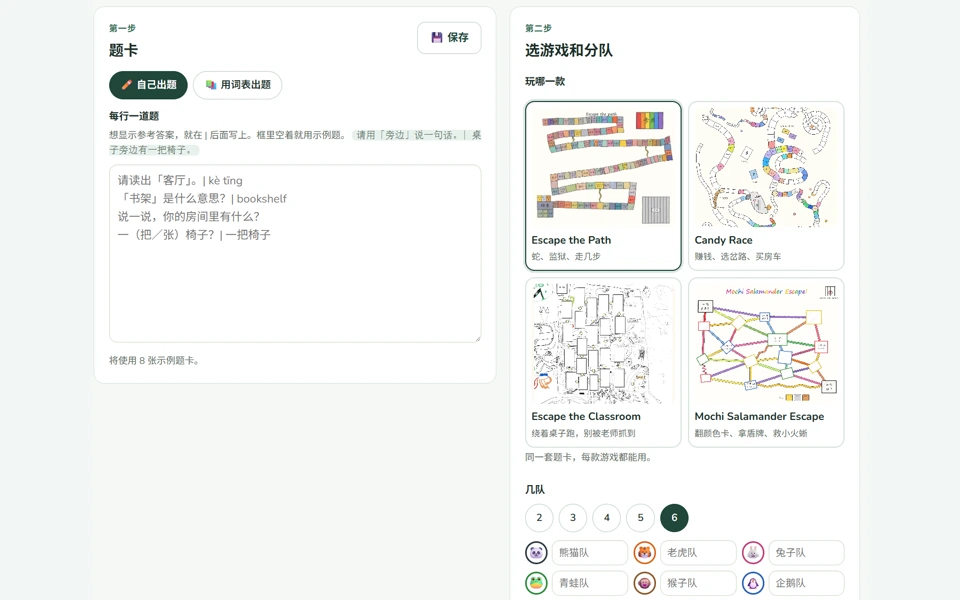 第一步
题卡
💾 保存
自己出题
用词表出题
每行一道题
想显示参考答案，就在 | 后面写上。框里空着就用示例题。 请用「旁边」说一句话。 | 桌
子旁边有一把椅子。
请读出「客厅」。 | kè tīng
「书架」是什么意思？ | bookshelf
说一说，你的房间里有什么？
一（把／张）椅子？ | 一把椅子
将使用 8 张示例题卡。
第二步
选游戏和分队
玩哪一款
Escape the Path
蛇、监狱、走几步
Candy Race
赚钱、选岔路、买房车
Escape the Classroom
绕着桌子跑，别被老师抓到
Mochi Salamander Escape!
Mochi Salamander Escape
翻颜色卡、拿盾牌、救小火蜥
同一套题卡，每款游戏都能用。
几队
2 3 4 5 6
熊猫队 老虎队 兔子队
青蛙队 猴子队 企鹅队